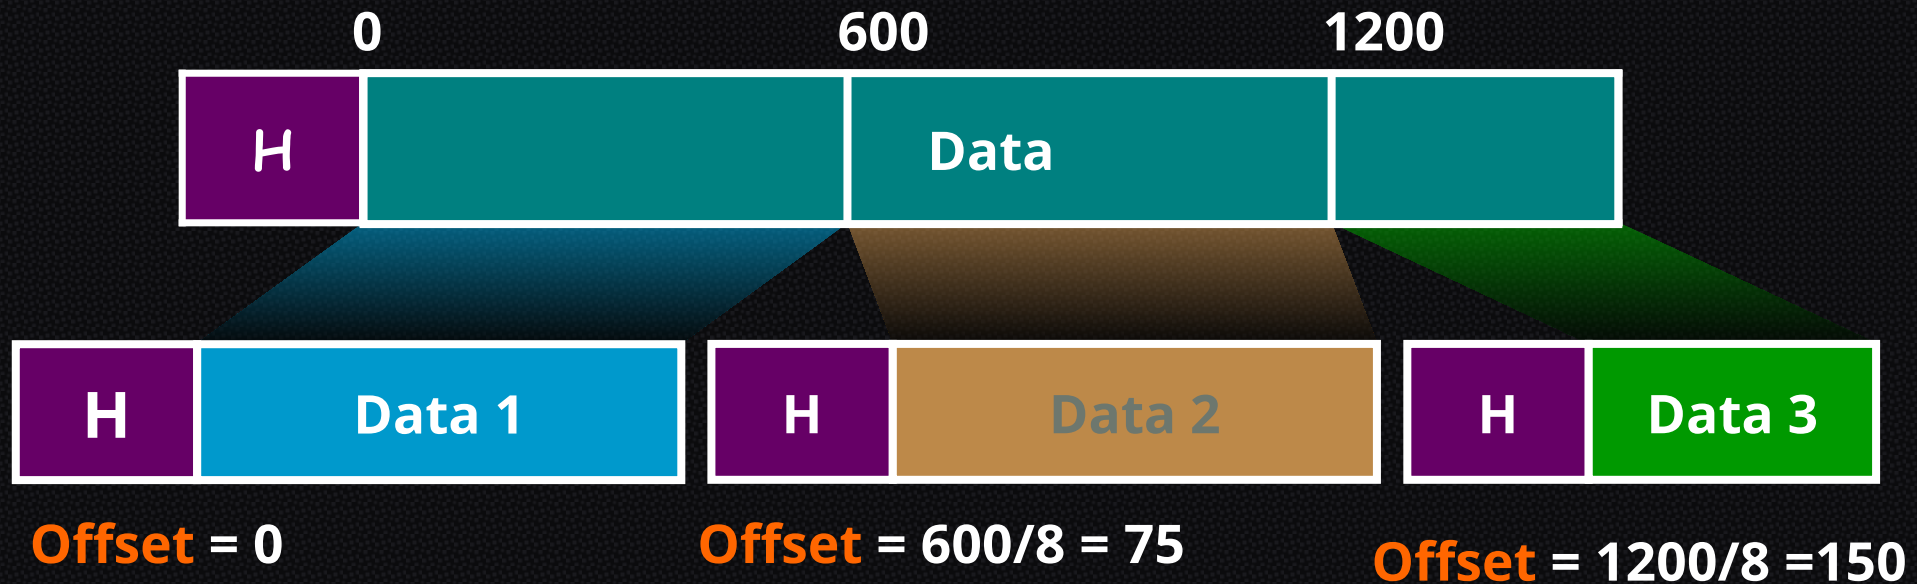 0 600 1200
H Data
H Data 1 H Data 2 H Data 3
Offset = 0 Offset = 600/8 = 75 Offset = 1200/8 =150